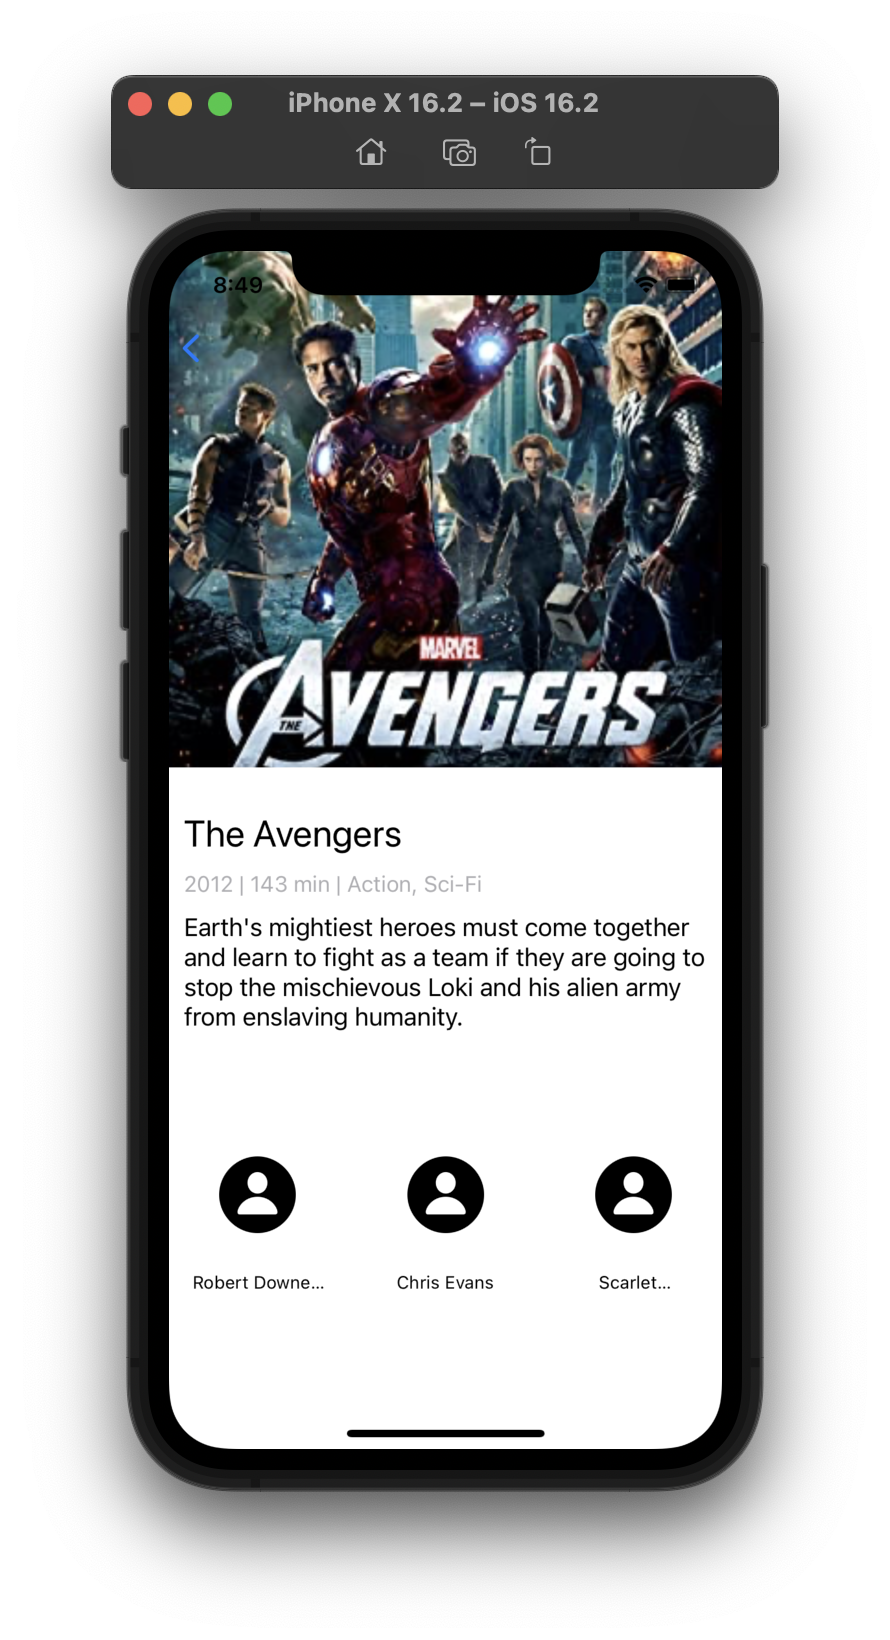 iPhone X 16.2 – iOS 16.2
8:49
MARVEL
THE AVENGERS
The Avengers
2012 | 143 min | Action, Sci-Fi
Earth's mightiest heroes must come together
and learn to fight as a team if they are going to
stop the mischievous Loki and his alien army
from enslaving humanity.
Robert Downe...
Chris Evans
Scarlet...